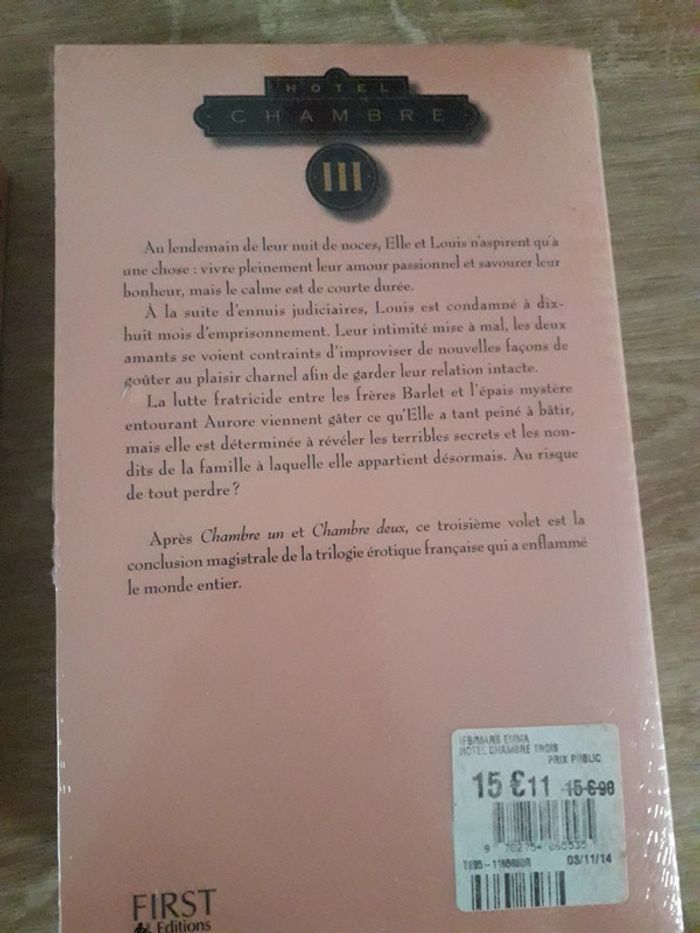 HOTEL
CHAMBRE
III
Au lendemain de leur nuit de noces, Elle et Louis n'aspirent qu'à
une chose : vivre pleinement leur amour passionnel et savourer leur
bonheur, mais le calme est de courte durée.
À la suite d'ennuis judiciaires, Louis est condamné à dix-
huit mois d'emprisonnement. Leur intimité mise à mal, les deux
amants se voient contraints d'improviser de nouvelles façons de
goûter au plaisir charnel afin de garder leur relation intacte.
La lutte fratricide entre les frères Barlet et l'épais mystère
entourant Aurore viennent gâter ce qu'Elle a tant peiné à bâtir,
mais elle est déterminée à révéler les terribles secrets et les non-
dits de la famille à laquelle elle appartient désormais. Au risque
de tout perdre ?
Après Chambre un et Chambre deux, ce troisième volet est la
conclusion magistrale de la trilogie érotique française qui a enflammé
le monde entier.
MARS EMMA
HOTEL CHAMBRE TROIS
PRIX PUBLIC
15 €11 15 €90
03/11/14
FIRST
Editions